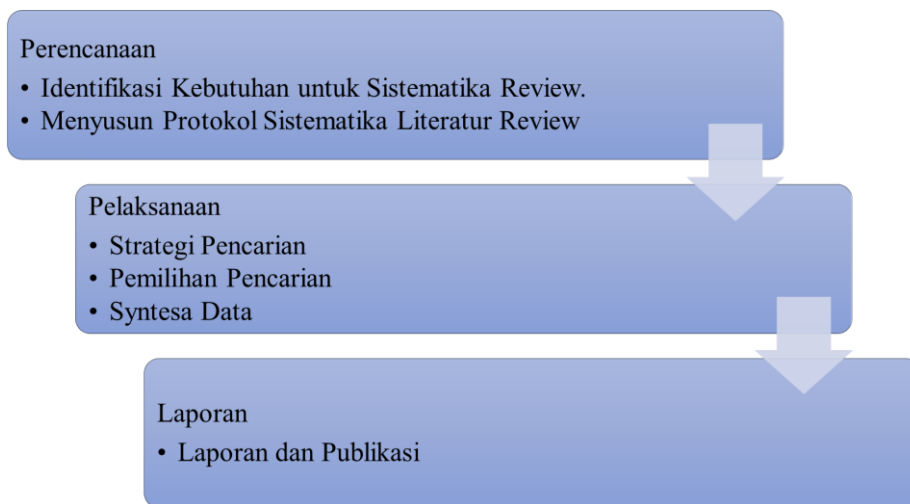 Perencanaan
• Identifikasi Kebutuhan untuk Sistematika Review.
• Menyusun Protokol Sistematika Literatur Review
Pelaksanaan
• Strategi Pencarian
• Pemilihan Pencarian
• Syntesa Data
Laporan
• Laporan dan Publikasi